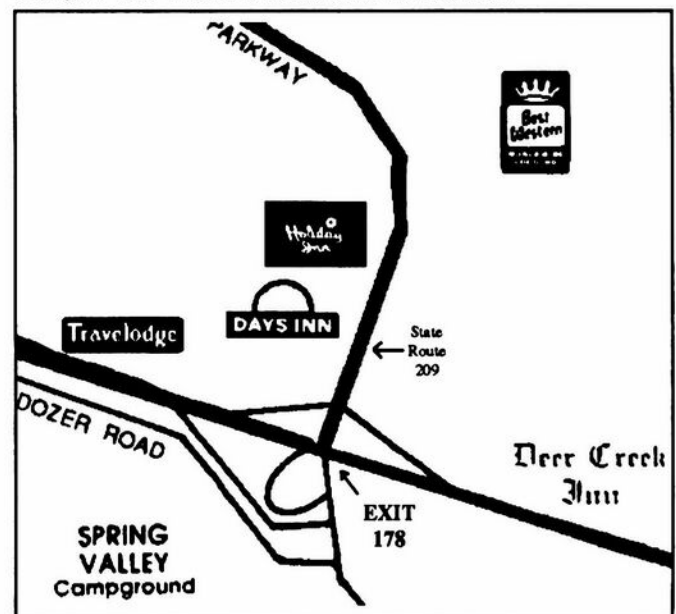 PARKWAY
Best
Western
Holiday
Inn
DAYS INN
Travelodge
State
Route
209
DOZER ROAD
Deer Creek
Inn
EXIT
178
SPRING
VALLEY
Campground